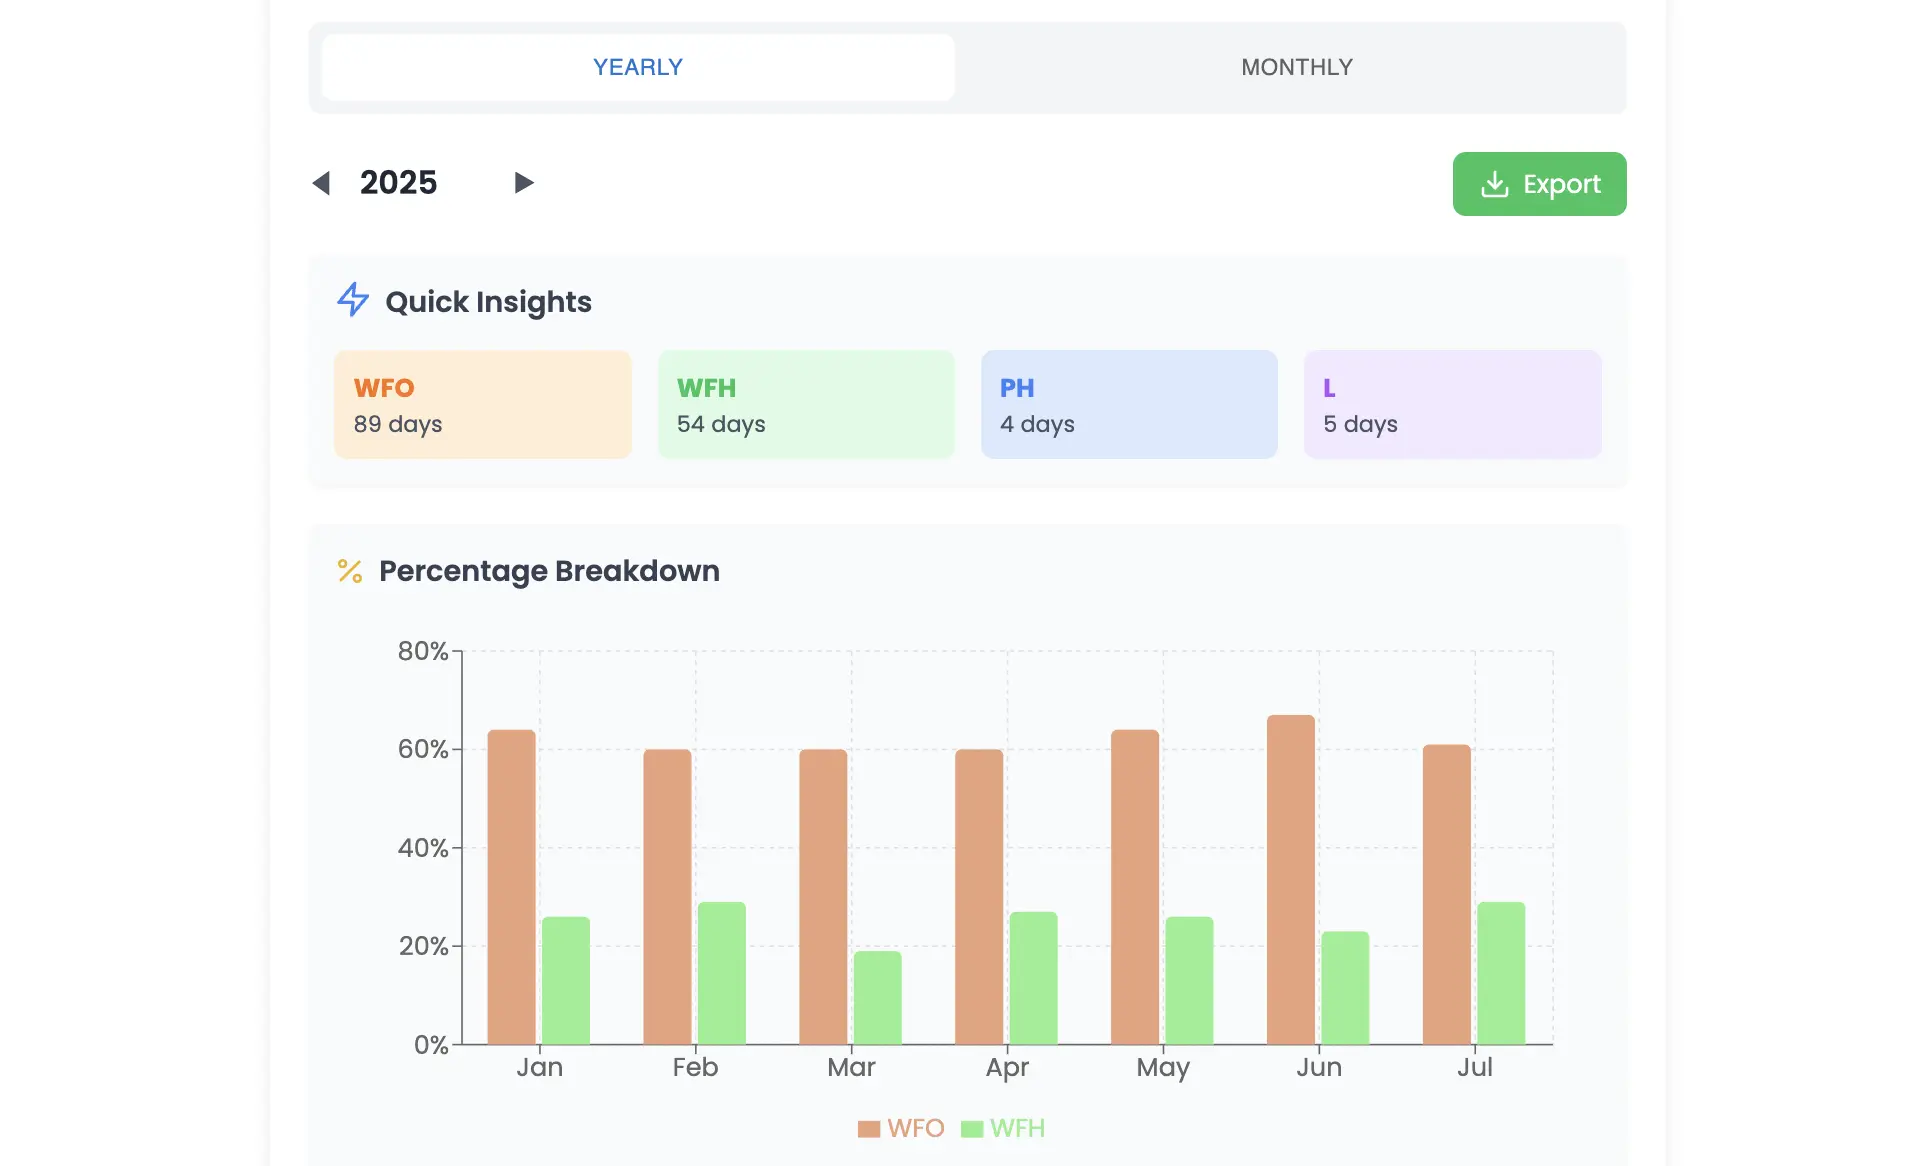 YEARLY MONTHLY
2025 Export
Quick Insights
WFO WFH PH L
89 days 54 days 4 days 5 days
Percentage Breakdown
80%
60%
40%
20%
0%
Jan Feb Mar Apr May Jun Jul
WFO WFH